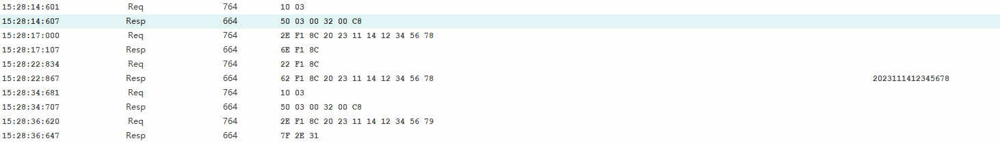 15:28:14:601 Req 764 10 03
15:28:14:607 Resp 664 50 03 00 32 00 C8
15:28:17:000 Req 764 2E F1 8C 20 23 11 14 12 34 56 78
15:28:17:107 Resp 664 6E F1 8C
15:28:22:834 Req 764 22 F1 8C
15:28:22:867 Resp 664 62 F1 8C 20 23 11 14 12 34 56 78 2023111412345678
15:28:34:681 Req 764 10 03
15:28:34:707 Resp 664 50 03 00 32 00 C8
15:28:36:620 Req 764 2E F1 8C 20 23 11 14 12 34 56 79
15:28:36:647 Resp 664 7F 2E 31